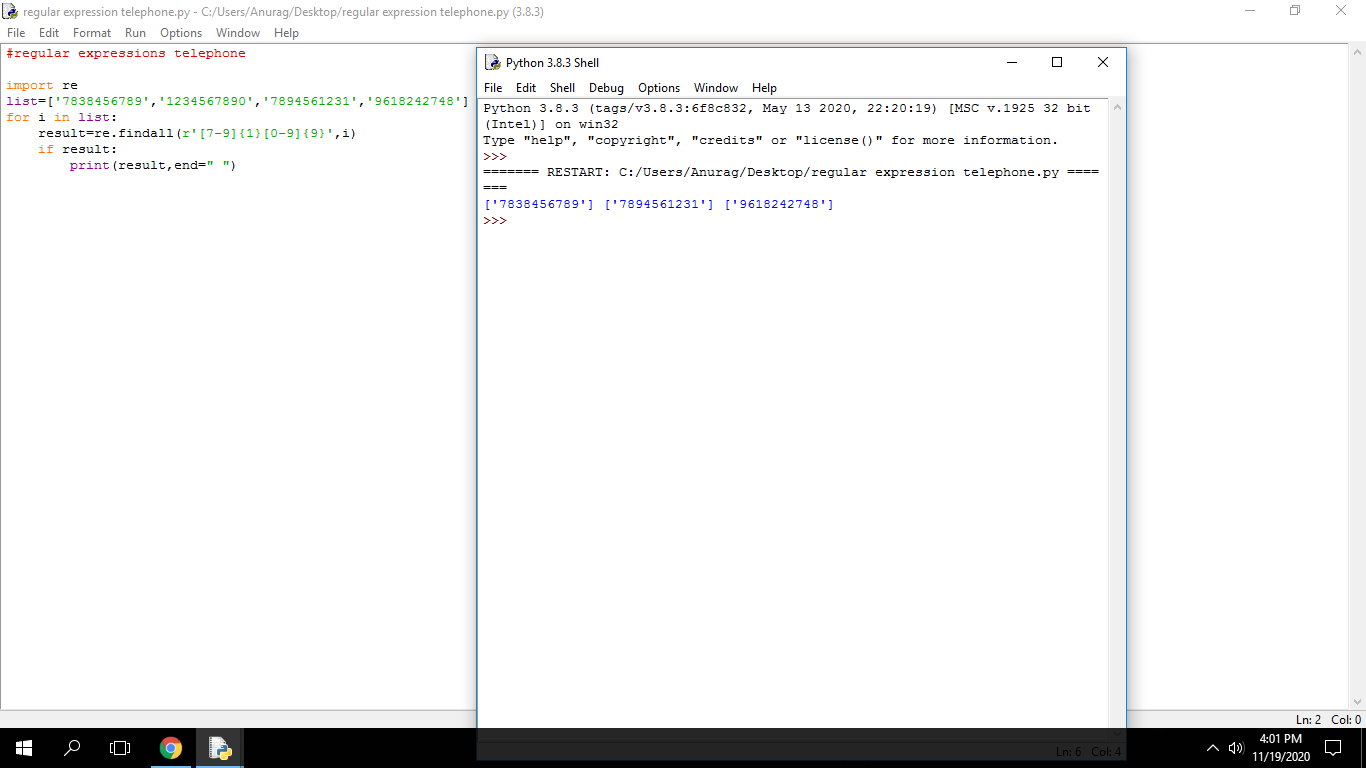 regular expression telephone.py - C:/Users/Anurag/Desktop/regular expression telephone.py (3.8.3)
File Edit Format Run Options Window Help
#regular expressions telephone
import re
list=['7838456789','1234567890','7894561231','9618242748']
for i in list:
    result=re.findall(r'[7-9]{1}[0-9]{9}',i)
    if result:
        print(result,end=" ")
Python 3.8.3 Shell
File Edit Shell Debug Options Window Help
Python 3.8.3 (tags/v3.8.3:6f8c832, May 13 2020, 22:20:19) [MSC v.1925 32 bit
(Intel)] on win32
Type "help", "copyright", "credits" or "license()" for more information.
>>>
======= RESTART: C:/Users/Anurag/Desktop/regular expression telephone.py ====
===
['7838456789'] ['7894561231'] ['9618242748']
>>>
Ln: 2 Col: 0
Ln: 6 Col: 4
4:01 PM
11/19/2020